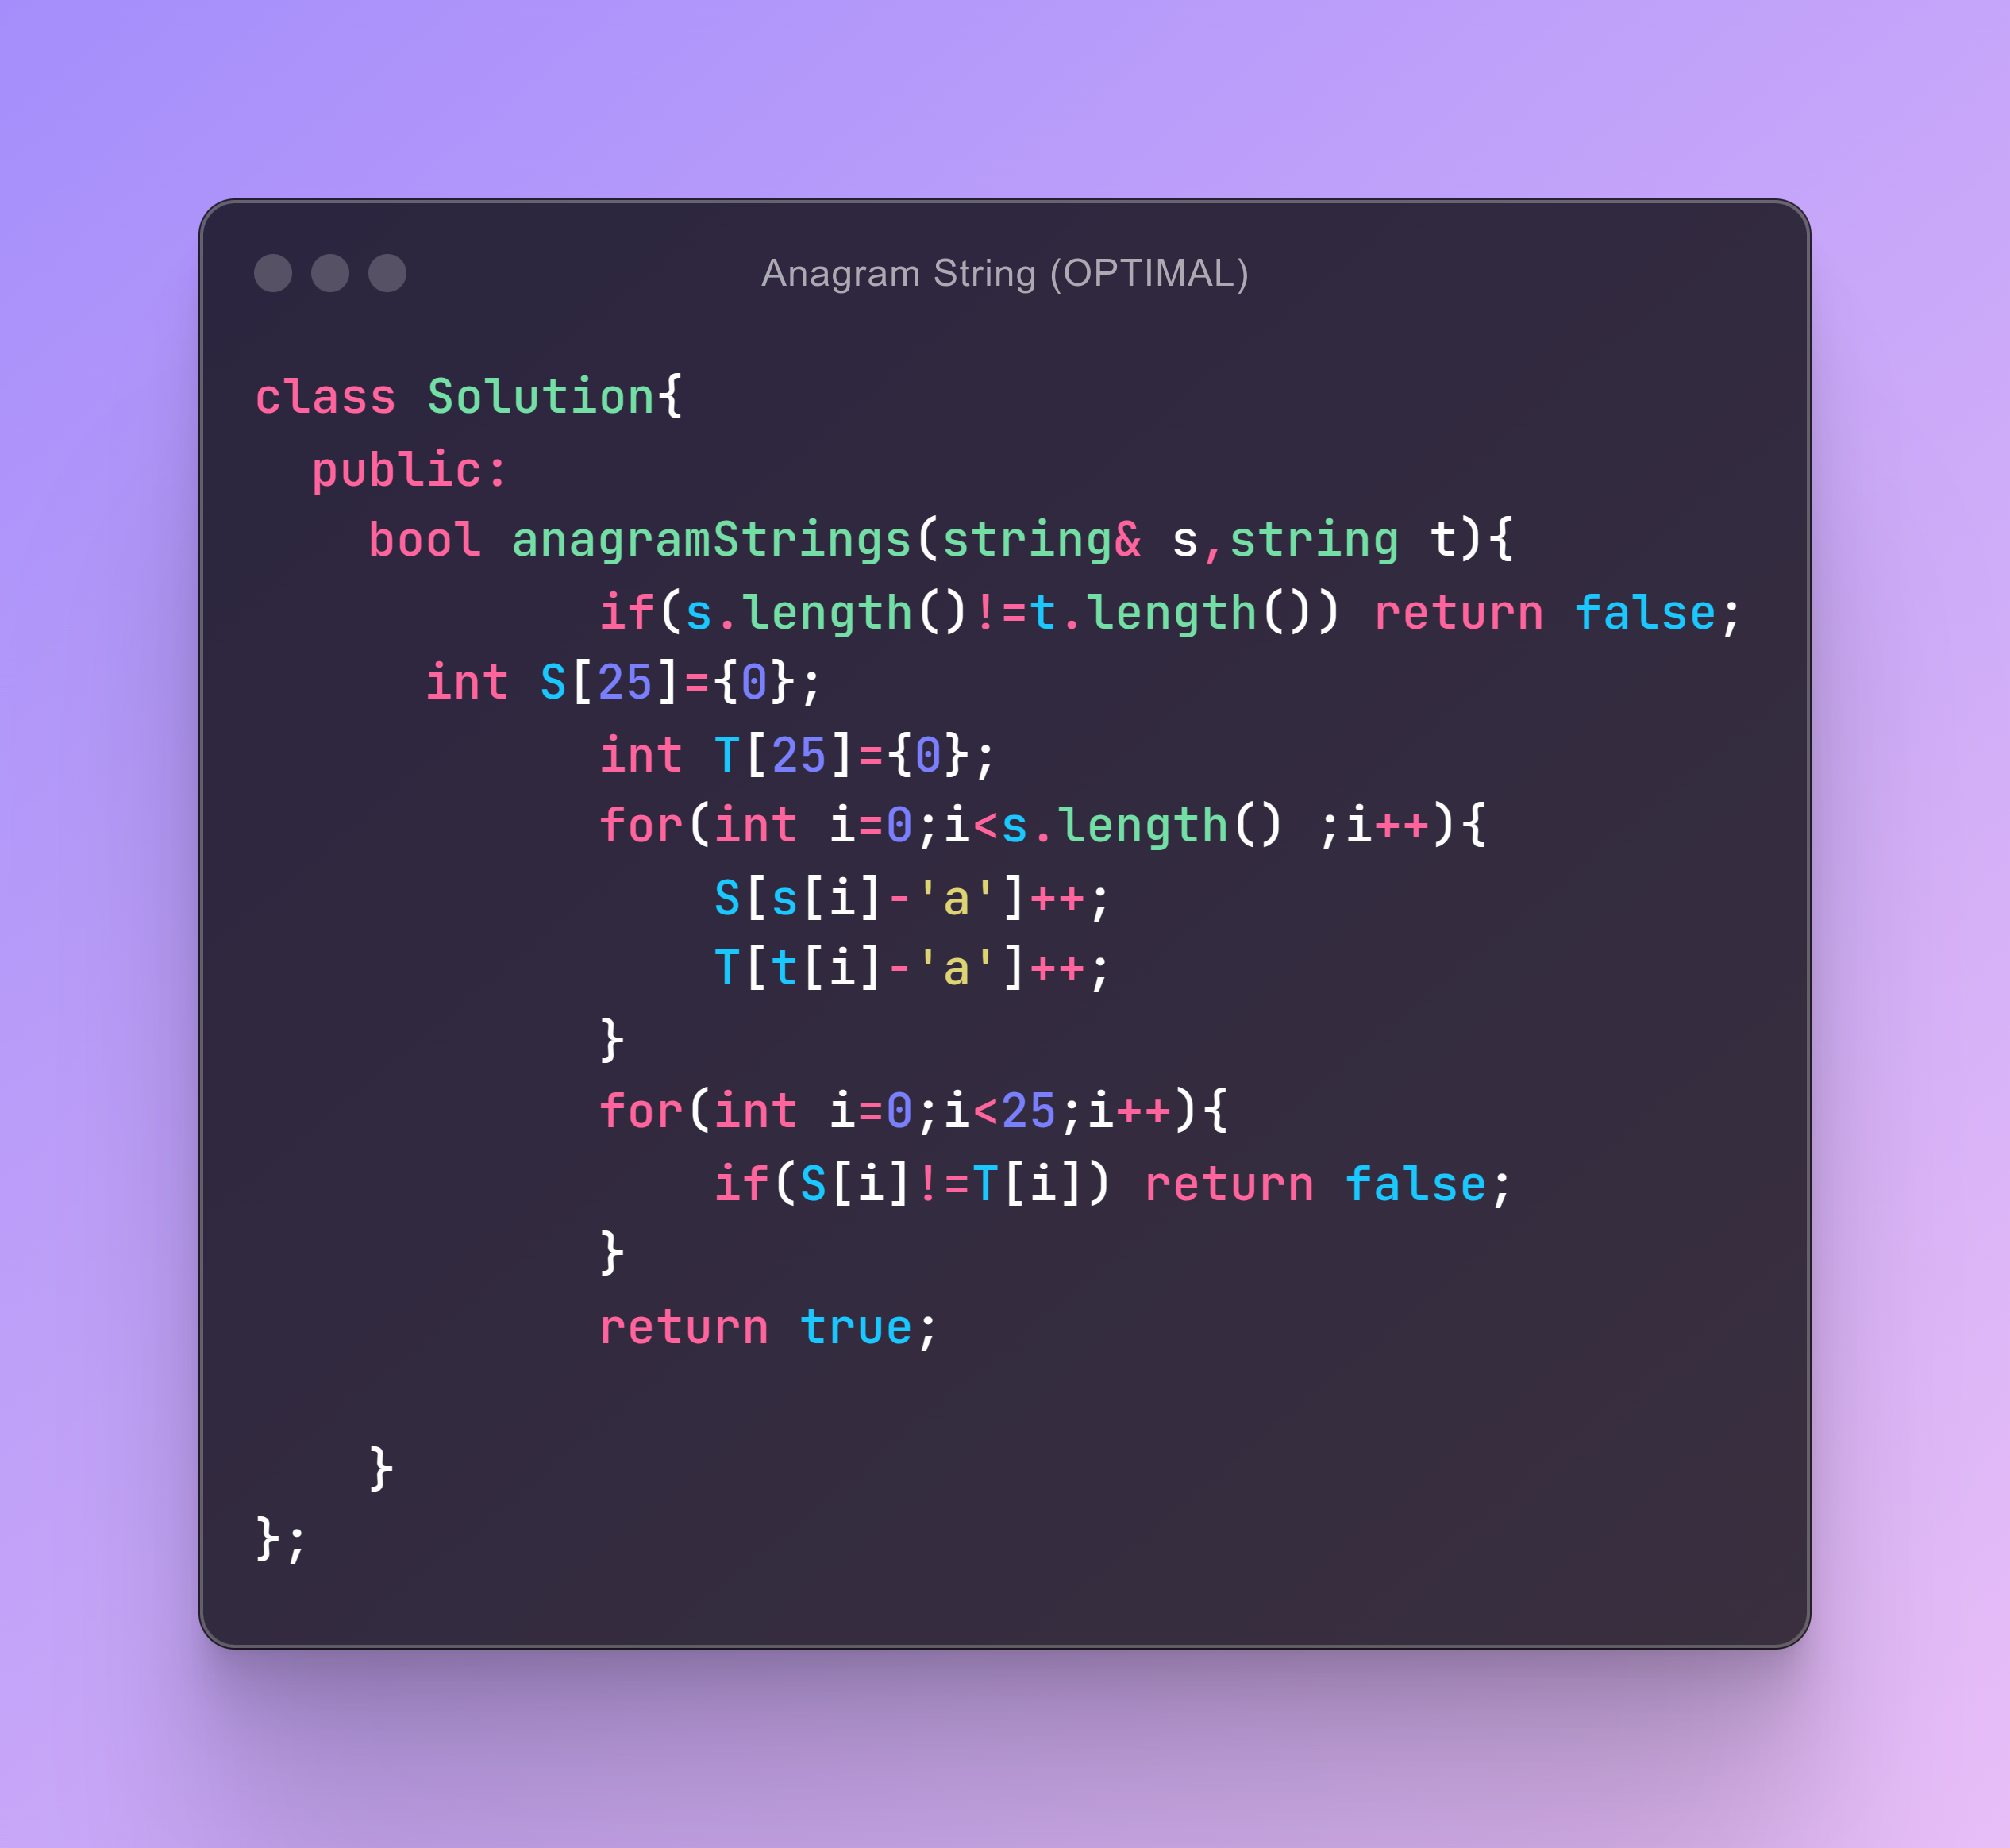 Anagram String (OPTIMAL)
class Solution{
  public:
    bool anagramStrings(string& s,string t){
            if(s.length()!=t.length()) return false;
      int S[25]={0};
            int T[25]={0};
            for(int i=0;i<s.length() ;i++){
                S[s[i]-'a']++;
                T[t[i]-'a']++;
            }
            for(int i=0;i<25;i++){
                if(S[i]!=T[i]) return false;
            }
            return true;
    }
};